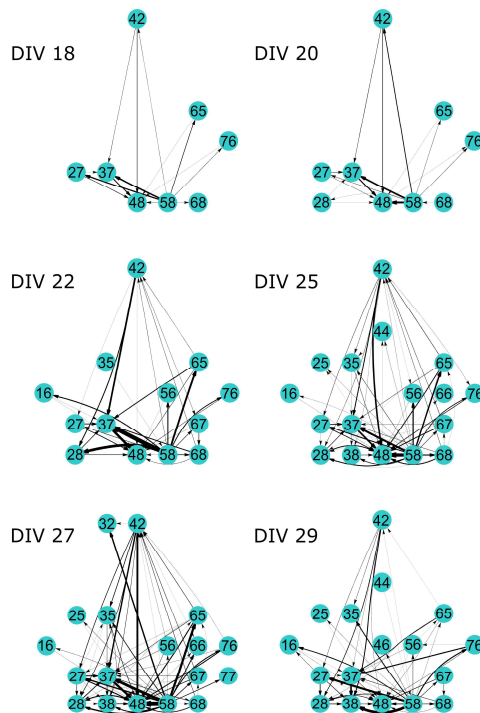 42 42
DIV 18 DIV 20
65 65
76 76
27 37 27 37
48 58 68 28 48 58 68
42 42
DIV 22 DIV 25
44
35 65 25 35 65
16 56 76 16 56 66 76
27 37 67 27 37 67
28 48 58 68 28 38 48 58 68
DIV 27 32 42 DIV 29 42
44
25 35 65 25 35 65
16 56 66 76 16 46 56 76
27 37 67 77 27 37 67
28 38 48 58 68 28 38 48 58 68